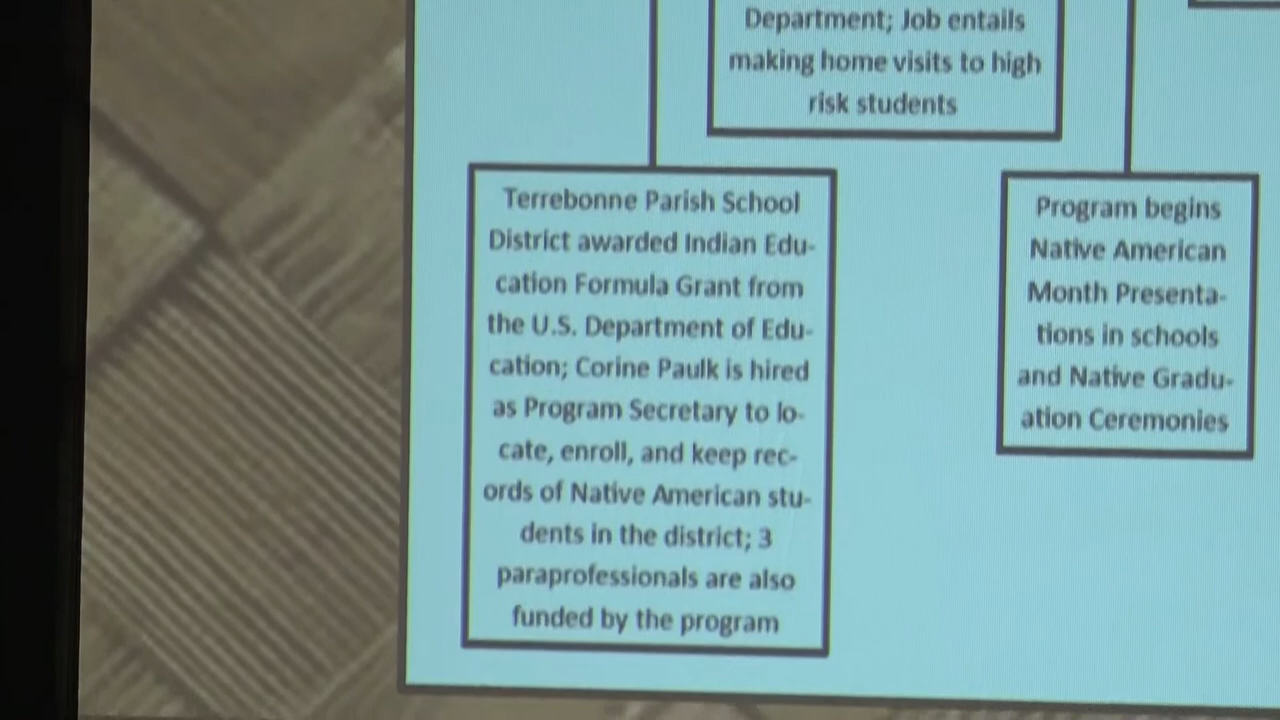 Department; Job entails
making home visits to high
risk students
Terrebonne Parish School
District awarded Indian Edu-
cation Formula Grant from
the U.S. Department of Edu-
cation; Corine Paulk is hired
as Program Secretary to lo-
cate, enroll, and keep rec-
ords of Native American stu-
dents in the district; 3
paraprofessionals are also
funded by the program
Program begins
Native American
Month Presenta-
tions in schools
and Native Gradu-
ation Ceremonies